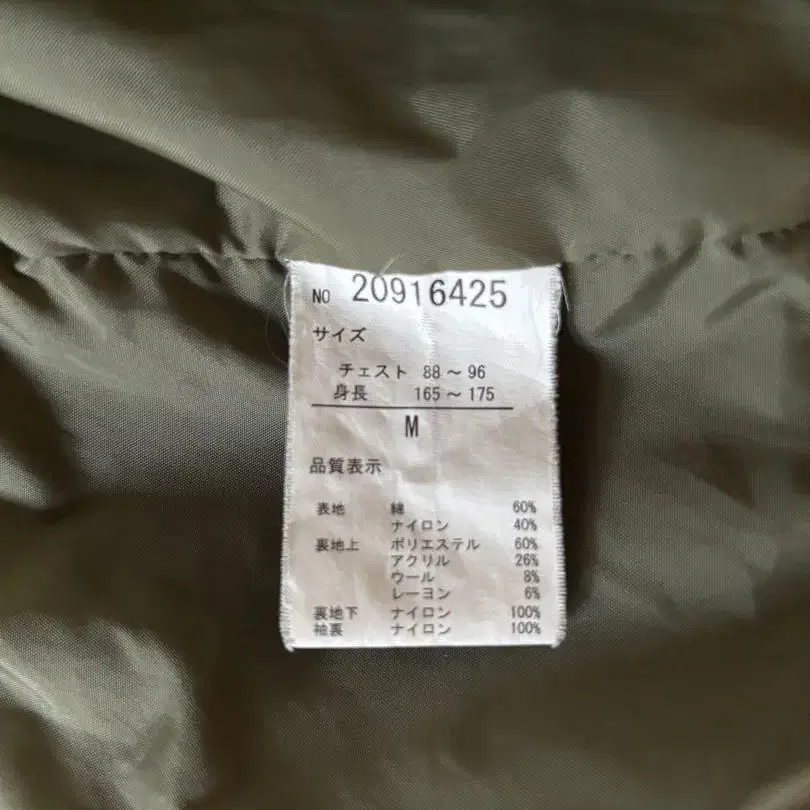 NO 20916425
サイズ
チェスト 88～96
身長 165～175
M
品質表示
表地 綿 60%
ナイロン 40%
裏地上 ポリエステル 60%
アクリル 26%
ウール 8%
レーヨン 6%
裏地下 ナイロン 100%
袖裏 ナイロン 100%